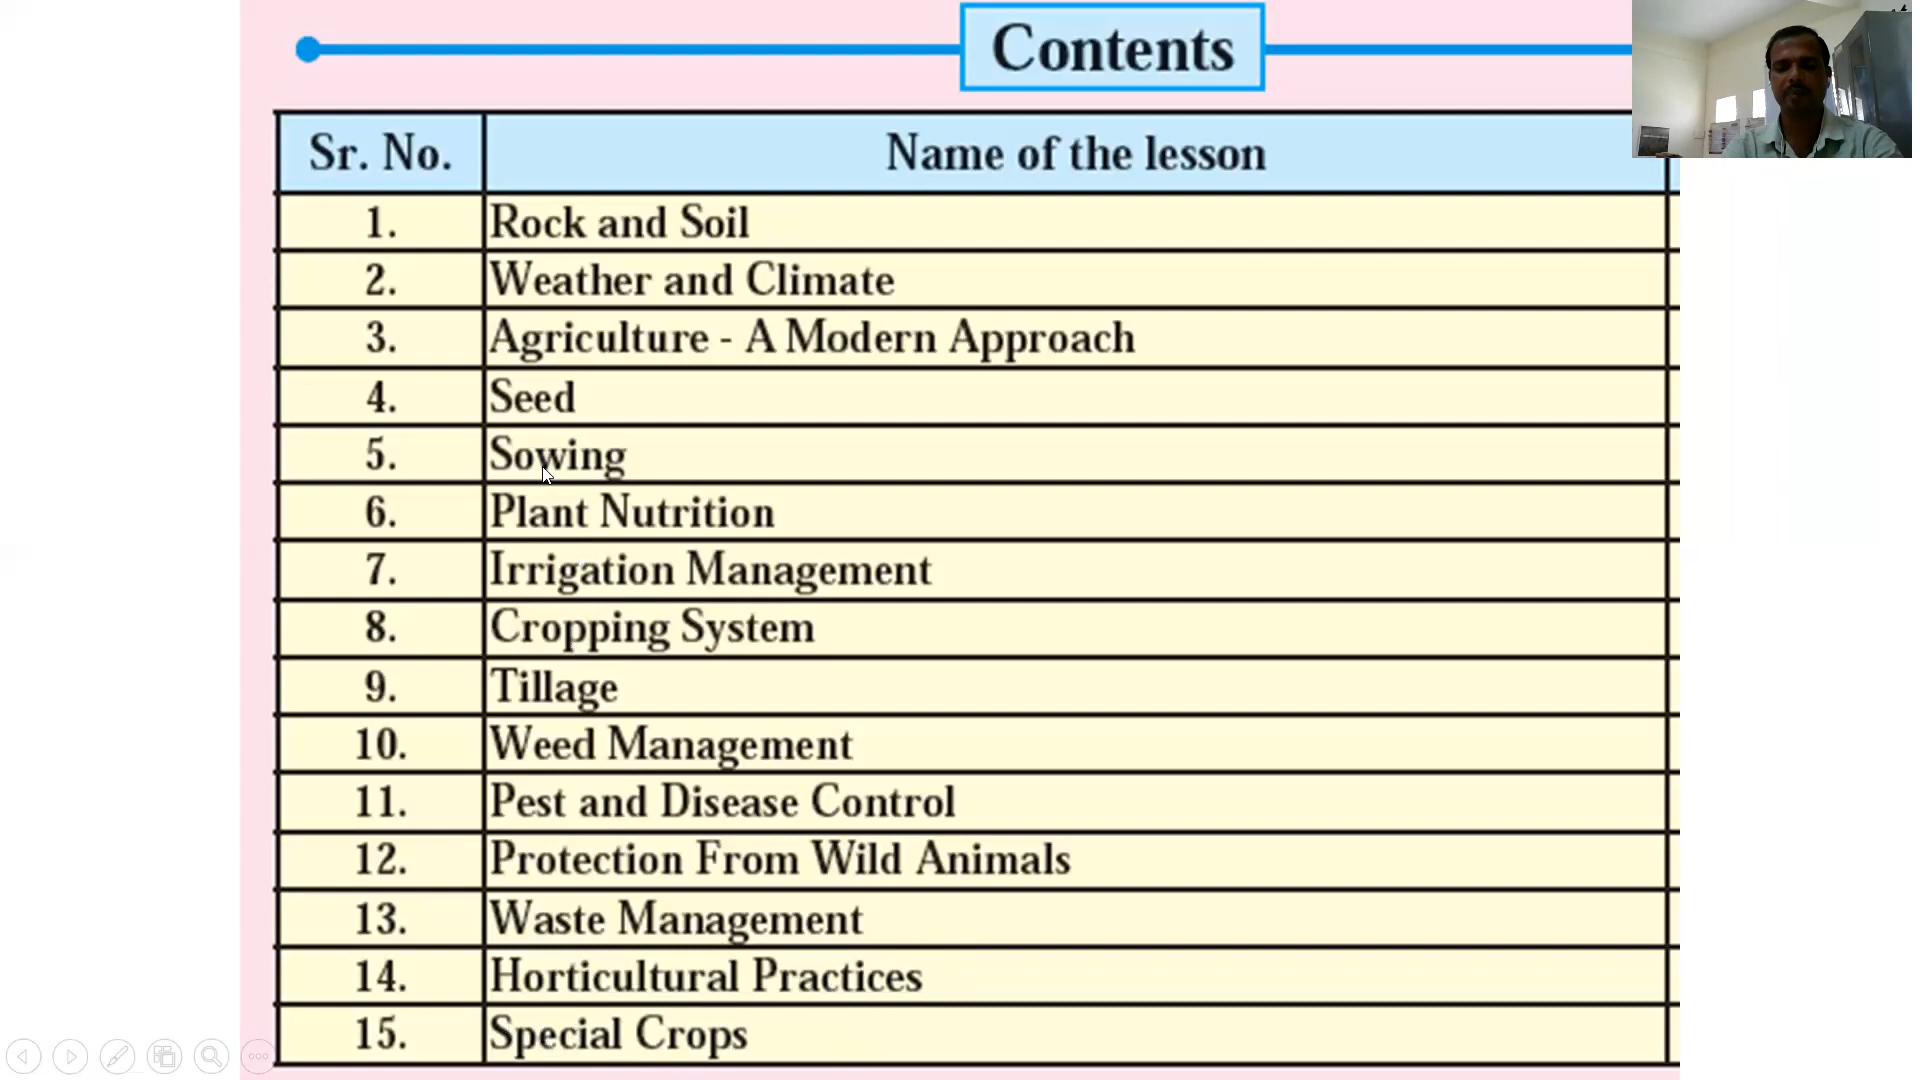 Contents
Sr. No. Name of the lesson
1. Rock and Soil
2. Weather and Climate
3. Agriculture - A Modern Approach
4. Seed
5. Sowing
6. Plant Nutrition
7. Irrigation Management
8. Cropping System
9. Tillage
10. Weed Management
11. Pest and Disease Control
12. Protection From Wild Animals
13. Waste Management
14. Horticultural Practices
15. Special Crops